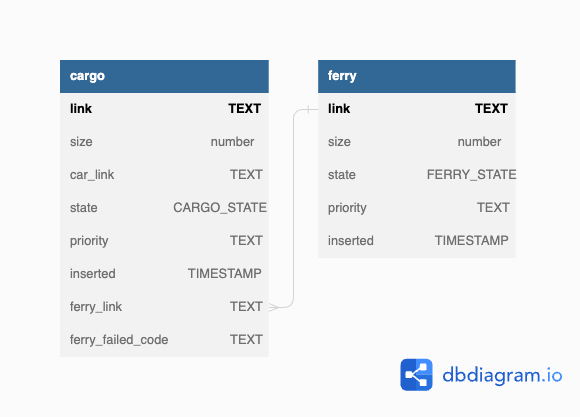 cargo
link TEXT
size number
car_link TEXT
state CARGO_STATE
priority TEXT
inserted TIMESTAMP
ferry_link TEXT
ferry_failed_code TEXT
ferry
link TEXT
size number
state FERRY_STATE
priority TEXT
inserted TIMESTAMP
dbdiagram.io